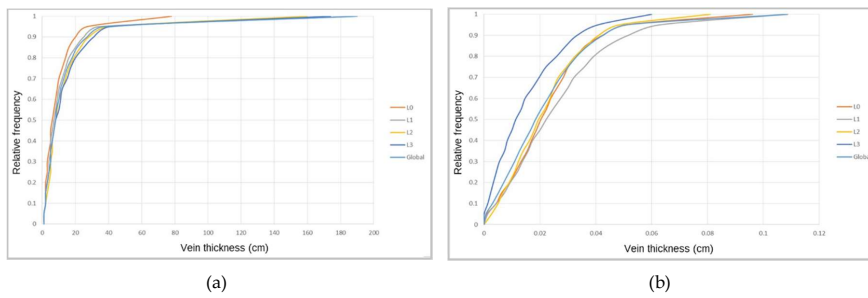 1
0.9
0.8
0.7
0.6
0.5
0.4
0.3
0.2
0.1
0
Relative frequency
0 20 40 60 80 100 120 140 160 180 200
Vein thickness (cm)
L0
L1
L2
L3
Global
(a)
1
0.9
0.8
0.7
0.6
0.5
0.4
0.3
0.2
0.1
0
Relative frequency
0 0.02 0.04 0.06 0.08 0.1 0.12
Vein thickness (cm)
L0
L1
L2
L3
Global
(b)